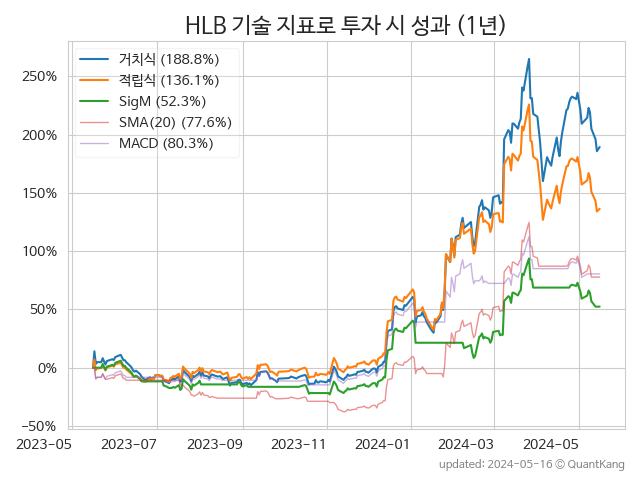 HLB 기술 지표로 투자 시 성과 (1년)
거치식 (188.8%)
적립식 (136.1%)
SigM (52.3%)
SMA(20) (77.6%)
MACD (80.3%)
250%
200%
150%
100%
50%
0%
−50%
2023-05 2023-07 2023-09 2023-11 2024-01 2024-03 2024-05
updated: 2024-05-16 ⓒ QuantKang